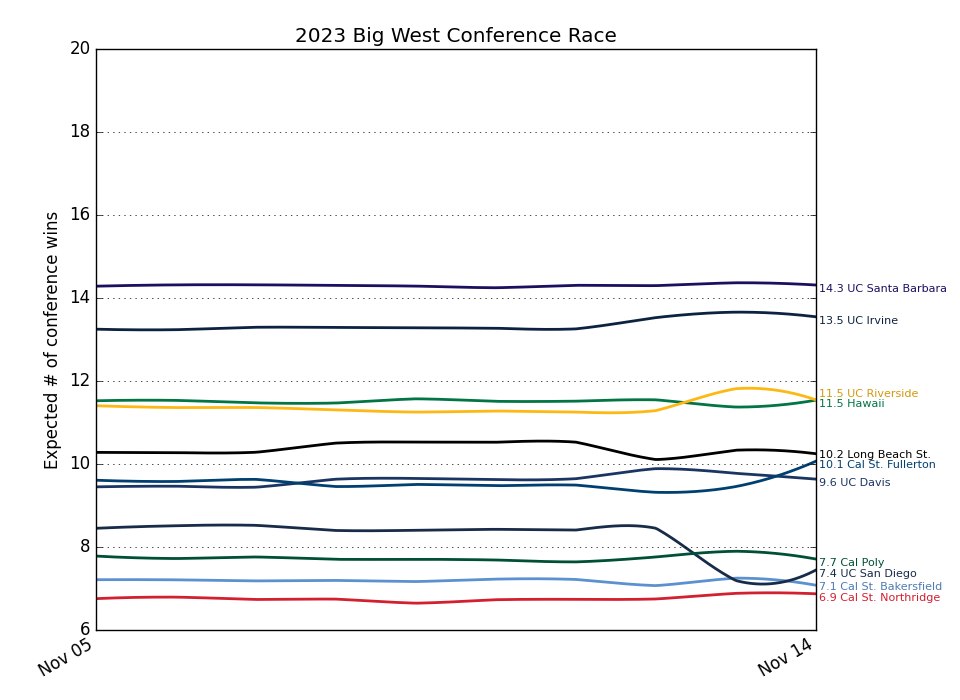 2023 Big West Conference Race
Expected # of conference wins
20
18
16
14
12
10
8
6
14.3 UC Santa Barbara
13.5 UC Irvine
11.5 UC Riverside
11.5 Hawaii
10.2 Long Beach St.
10.1 Cal St. Fullerton
9.6 UC Davis
7.7 Cal Poly
7.4 UC San Diego
7.1 Cal St. Bakersfield
6.9 Cal St. Northridge
Nov 05
Nov 14